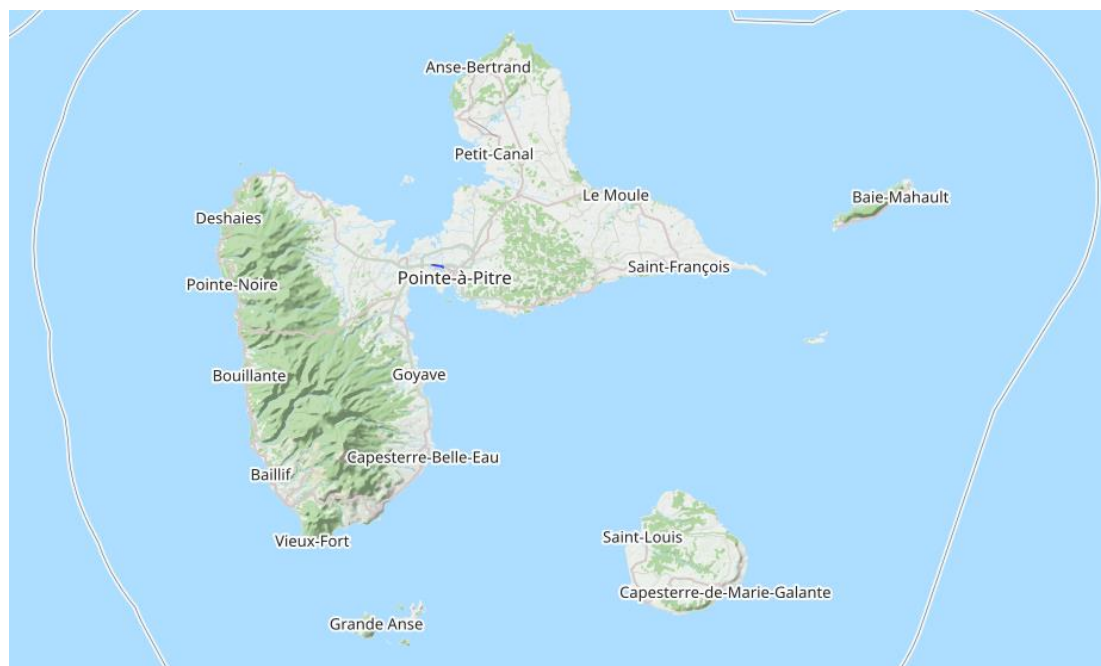 Anse-Bertrand
Petit-Canal
Le Moule
Baie-Mahault
Deshaies
Saint-François
Pointe-à-Pitre
Pointe-Noire
Bouillante
Goyave
Capesterre-Belle-Eau
Baillif
Saint-Louis
Vieux-Fort
Capesterre-de-Marie-Galante
Grande Anse